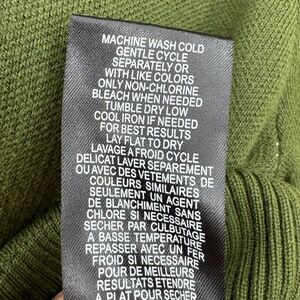 MACHINE WASH COLD
GENTLE CYCLE
SEPARATELY OR
WITH LIKE COLORS
ONLY NON-CHLORINE
BLEACH WHEN NEEDED
TUMBLE DRY LOW
COOL IRON IF NEEDED
FOR BEST RESULTS
LAY FLAT TO DRY
LAVAGE A FROID CYCLE
DELICAT LAVER SEPAREMENT
OU AVEC DES VETEMENTS DE
COULEURS SIMILAIRES
SEULEMENT UN AGENT
DE BLANCHIMENT SANS
CHLORE SI NECESSAIRE
SECHER PAR CULBUTAGE
A BASSE TEMPERATURE
REPASSER AVEC UN FER
FROID SI NECESSAIRE
POUR DE MEILLEURS
RESULTATS ETENDRE
A PLAT POUR SECHER